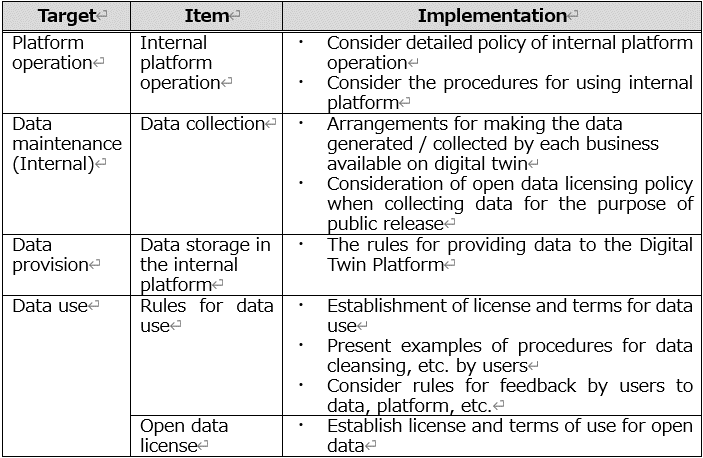 Target
Item
Implementation
Platform
operation
Internal
platform
operation
・ Consider detailed policy of internal platform
operation
・ Consider the procedures for using internal
platform
Data
maintenance
(Internal)
Data collection
・ Arrangements for making the data
generated / collected by each business
available on digital twin
・ Consideration of open data licensing policy
when collecting data for the purpose of
public release
Data
provision
Data storage in
the internal
platform
・ The rules for providing data to the Digital
Twin Platform
Data use
Rules for data
use
・ Establishment of license and terms for data
use
・ Present examples of procedures for data
cleansing, etc. by users
・ Consider rules for feedback by users to
data, platform, etc.
Open data
license
・ Establish license and terms of use for open
data